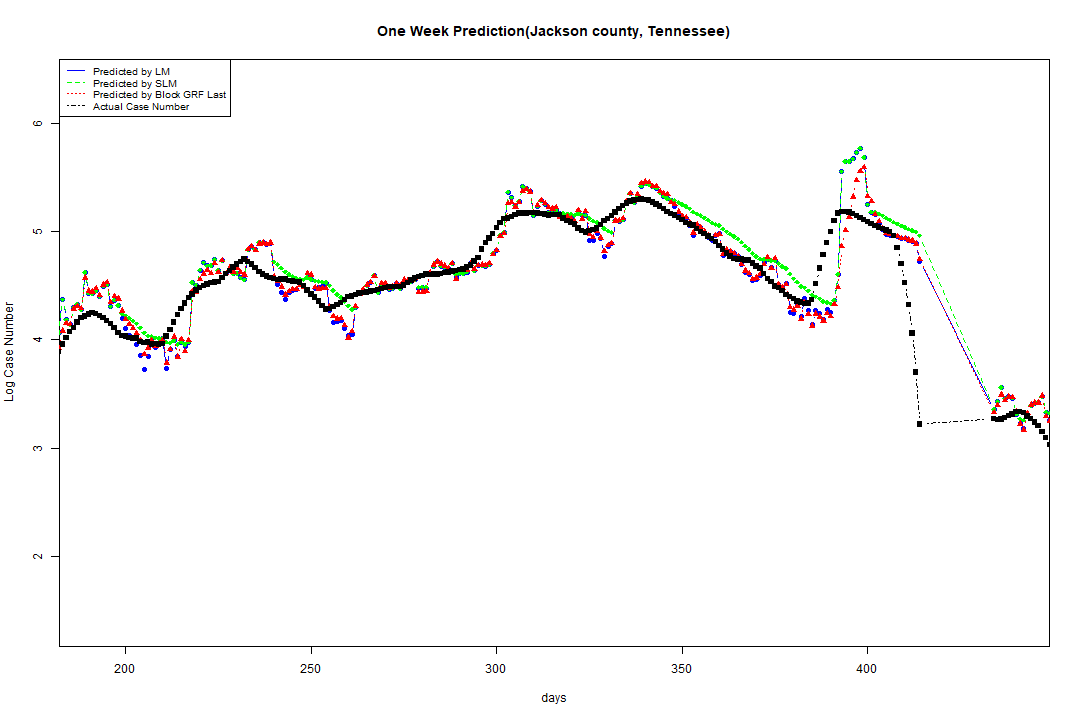 One Week Prediction(Jackson county, Tennessee)
Predicted by LM
Predicted by SLM
Predicted by Block GRF Last
Actual Case Number
Log Case Number
6
5
4
3
2
200 250 300 350 400
days